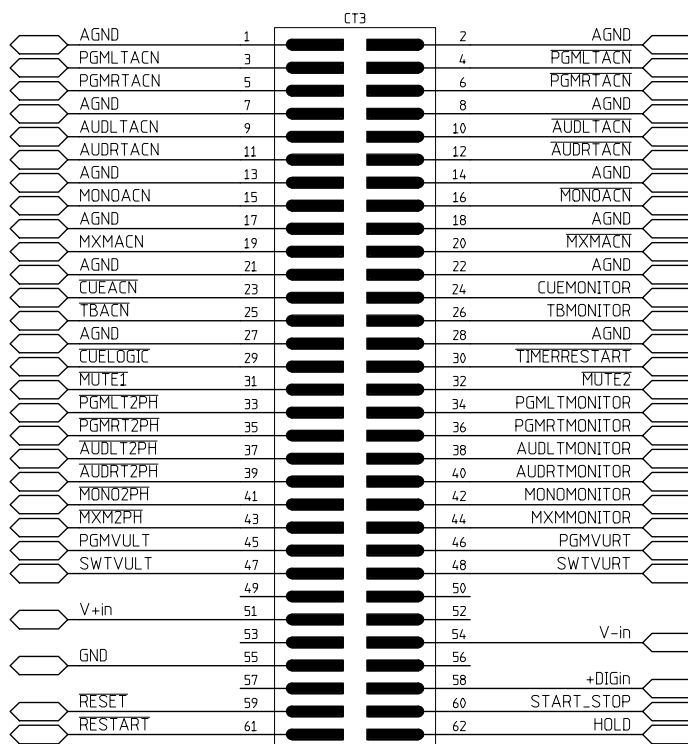 CT3
AGND 1 2 AGND
PGMLTACN 3 4 PGMLTACN
PGMRTACN 5 6 PGMRTACN
AGND 7 8 AGND
AUDLTACN 9 10 AUDLTACN
AUDRTACN 11 12 AUDRTACN
AGND 13 14 AGND
MONOACN 15 16 MONOACN
AGND 17 18 AGND
MXMACN 19 20 MXMACN
AGND 21 22 AGND
CUEACN 23 24 CUEMONITOR
TBACN 25 26 TBMONITOR
AGND 27 28 AGND
CUELOGIC 29 30 TIMERRESTART
MUTE1 31 32 MUTE2
PGMLT2PH 33 34 PGMLTMONITOR
PGMRT2PH 35 36 PGMRTMONITOR
AUDLT2PH 37 38 AUDLTMONITOR
AUDRT2PH 39 40 AUDRTMONITOR
MONO2PH 41 42 MONOMONITOR
MXM2PH 43 44 MXMMONITOR
PGMVULT 45 46 PGMVURT
SWTVULT 47 48 SWTVURT
49 50
V+in 51 52
53 54 V-in
GND 55 56
57 58 +DIGin
RESET 59 60 START_STOP
RESTART 61 62 HOLD